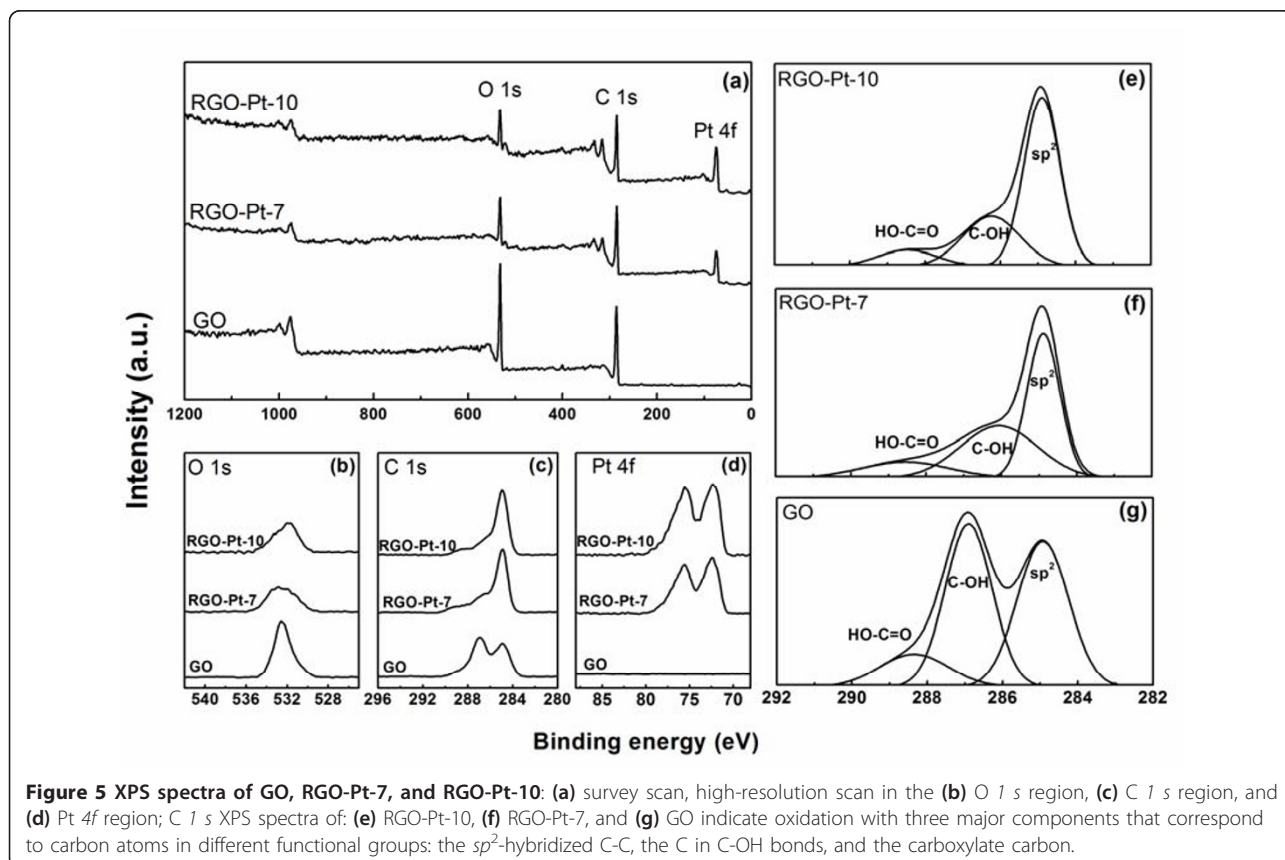 (a)
O 1s
C 1s
Pt 4f
RGO-Pt-10
RGO-Pt-7
GO
1200 1000 800 600 400 200 0
Intensity (a.u.)
O 1s (b)
RGO-Pt-10
RGO-Pt-7
GO
540 536 532 528
C 1s (c)
RGO-Pt-10
RGO-Pt-7
GO
296 292 288 284 280
Pt 4f (d)
RGO-Pt-10
RGO-Pt-7
GO
85 80 75 70
Binding energy (eV)
RGO-Pt-10 (e)
sp²
HO-C=O
C-OH
RGO-Pt-7 (f)
sp²
HO-C=O
C-OH
GO (g)
C-OH
sp²
HO-C=O
292 290 288 286 284 282
Figure 5 XPS spectra of GO, RGO-Pt-7, and RGO-Pt-10: (a) survey scan, high-resolution scan in the (b) O 1 s region, (c) C 1 s region, and
(d) Pt 4f region; C 1 s XPS spectra of: (e) RGO-Pt-10, (f) RGO-Pt-7, and (g) GO indicate oxidation with three major components that correspond
to carbon atoms in different functional groups: the sp²-hybridized C-C, the C in C-OH bonds, and the carboxylate carbon.